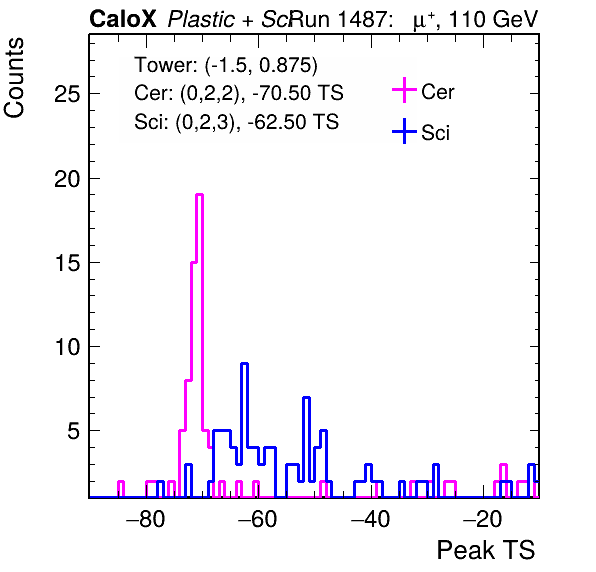 CaloX Plastic + SciRun 1487: μ⁺, 110 GeV
Counts
Tower: (-1.5, 0.875)
Cer: (0,2,2), -70.50 TS
Sci: (0,2,3), -62.50 TS
Cer
Sci
25
20
15
10
5
−80 −60 −40 −20
Peak TS